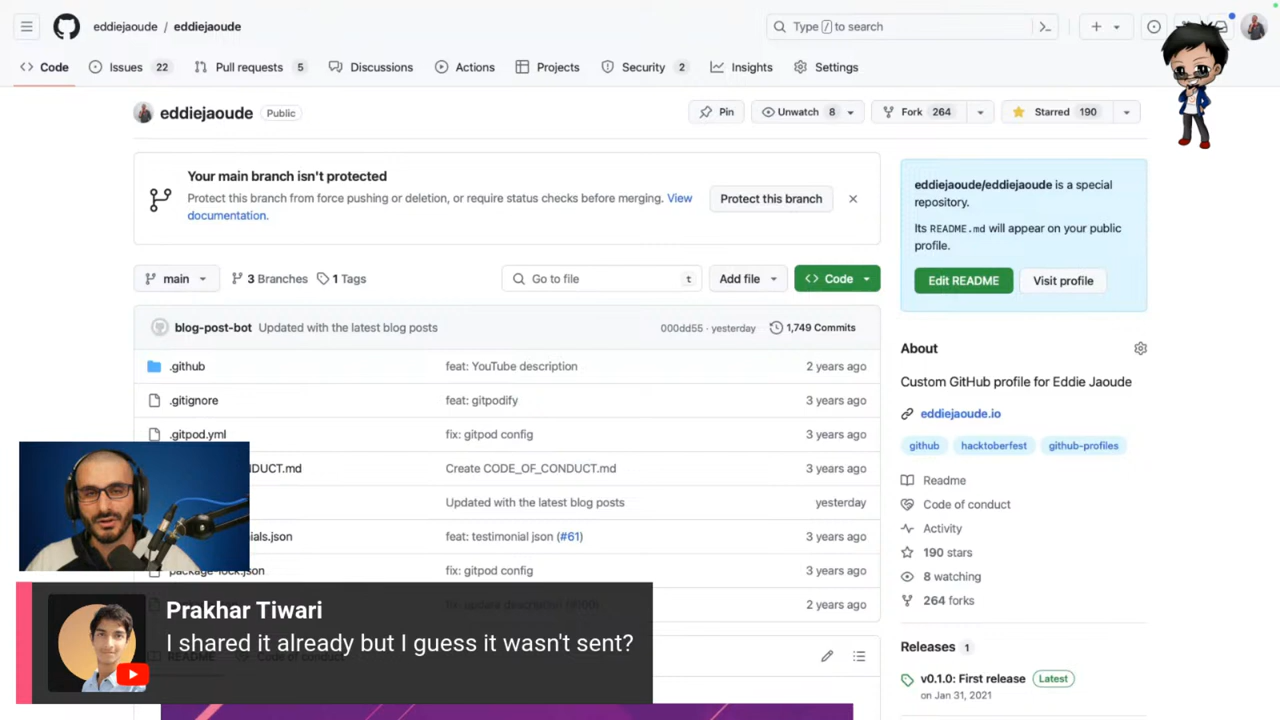 eddiejaoude / eddiejaoude
Type / to search
Code
Issues 22
Pull requests 5
Discussions
Actions
Projects
Security 2
Insights
Settings
eddiejaoude Public
Pin
Unwatch 8
Fork 264
Starred 190
Your main branch isn't protected
Protect this branch from force pushing or deletion, or require status checks before merging. View
documentation.
Protect this branch
eddiejaoude/eddiejaoude is a special
repository.
Its README.md will appear on your public
profile.
Edit README
Visit profile
main
3 Branches
1 Tags
Go to file
t
Add file
Code
blog-post-bot Updated with the latest blog posts
000dd55 · yesterday
1,749 Commits
.github
feat: YouTube description
2 years ago
.gitignore
feat: gitpodify
3 years ago
.gitpod.yml
fix: gitpod config
3 years ago
DUCT.md
Create CODE_OF_CONDUCT.md
3 years ago
Updated with the latest blog posts
yesterday
ials.json
feat: testimonial json (#61)
3 years ago
package-lock.json
fix: gitpod config
3 years ago
2 years ago
About
Custom GitHub profile for Eddie Jaoude
eddiejaoude.io
github
hacktoberfest
github-profiles
Readme
Code of conduct
Activity
190 stars
8 watching
264 forks
Releases 1
v0.1.0: First release Latest
on Jan 31, 2021
Prakhar Tiwari
I shared it already but I guess it wasn't sent?
README
Code of conduct